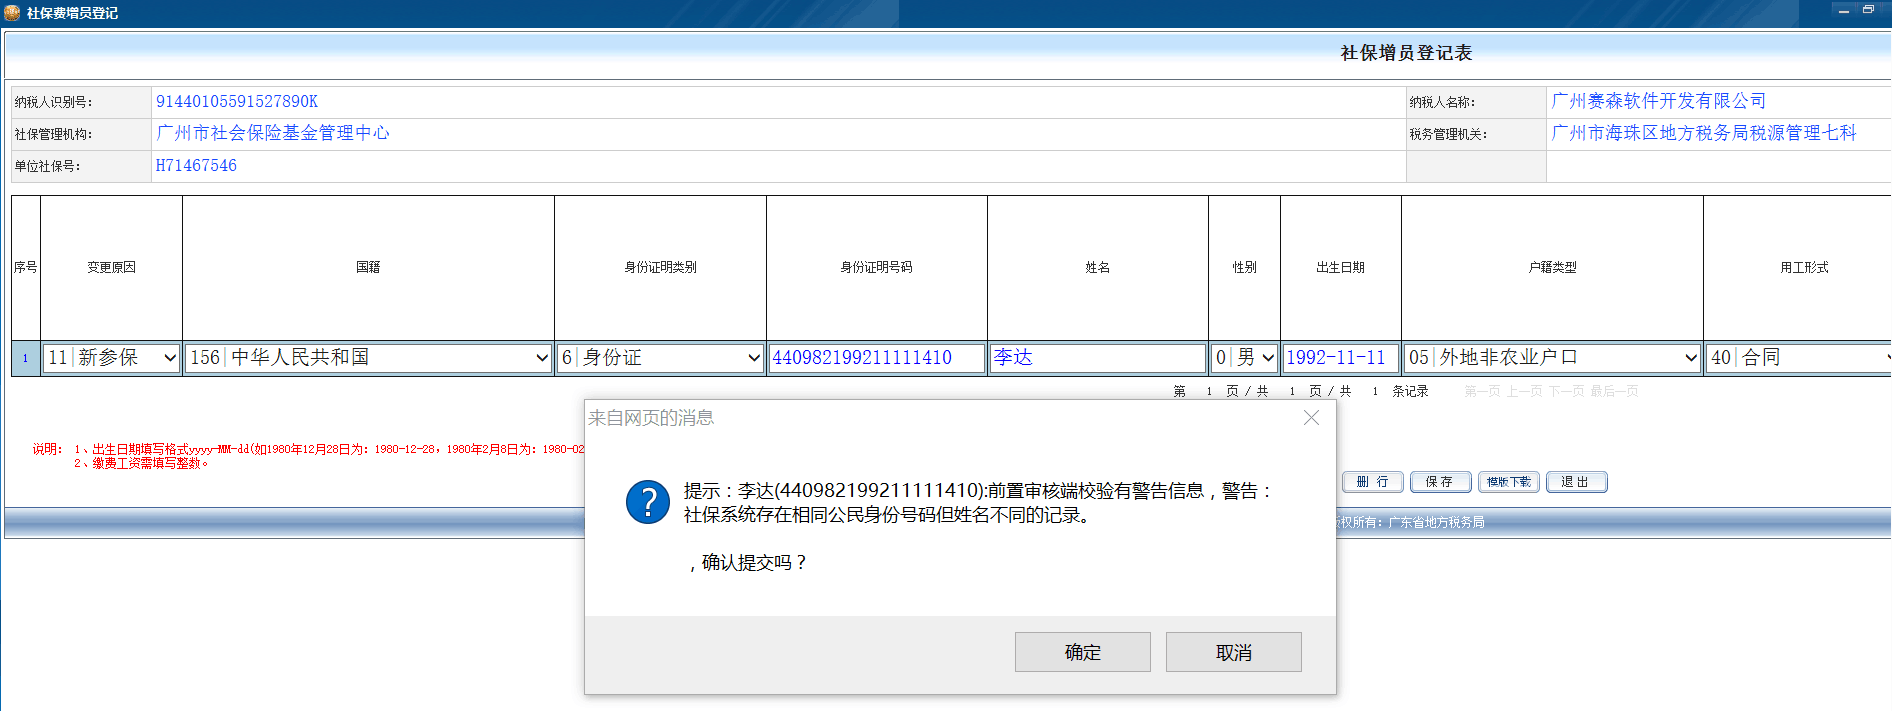 社保费增员登记
社保增员登记表
纳税人识别号： 91440105591527890K 纳税人名称： 广州赛森软件开发有限公司
社保管理机构： 广州市社会保险基金管理中心 税务管理机关： 广州市海珠区地方税务局税源管理七科
单位社保号： H71467546
序号 变更原因 国籍 身份证明类别 身份证明号码 姓名 性别 出生日期 户籍类型 用工形式
1 11|新参保 156|中华人民共和国 6|身份证 440982199211111410 李达 0|男 1992-11-11 05|外地非农业户口 40|合同
第 1 页 / 共 1 页 / 共 1 条记录 第一页 上一页 下一页 最后一页
来自网页的消息
说明： 1、出生日期填写格式yyyy-MM-dd(如1980年12月28日为：1980-12-28，1980年2月8日为：1980-02
2、缴费工资需填写整数。
删 行 保 存 模版下载 退 出
提示：李达(440982199211111410):前置审核端校验有警告信息，警告：
社保系统存在相同公民身份号码但姓名不同的记录。
，确认提交吗？
权所有：广东省地方税务局
确定 取消